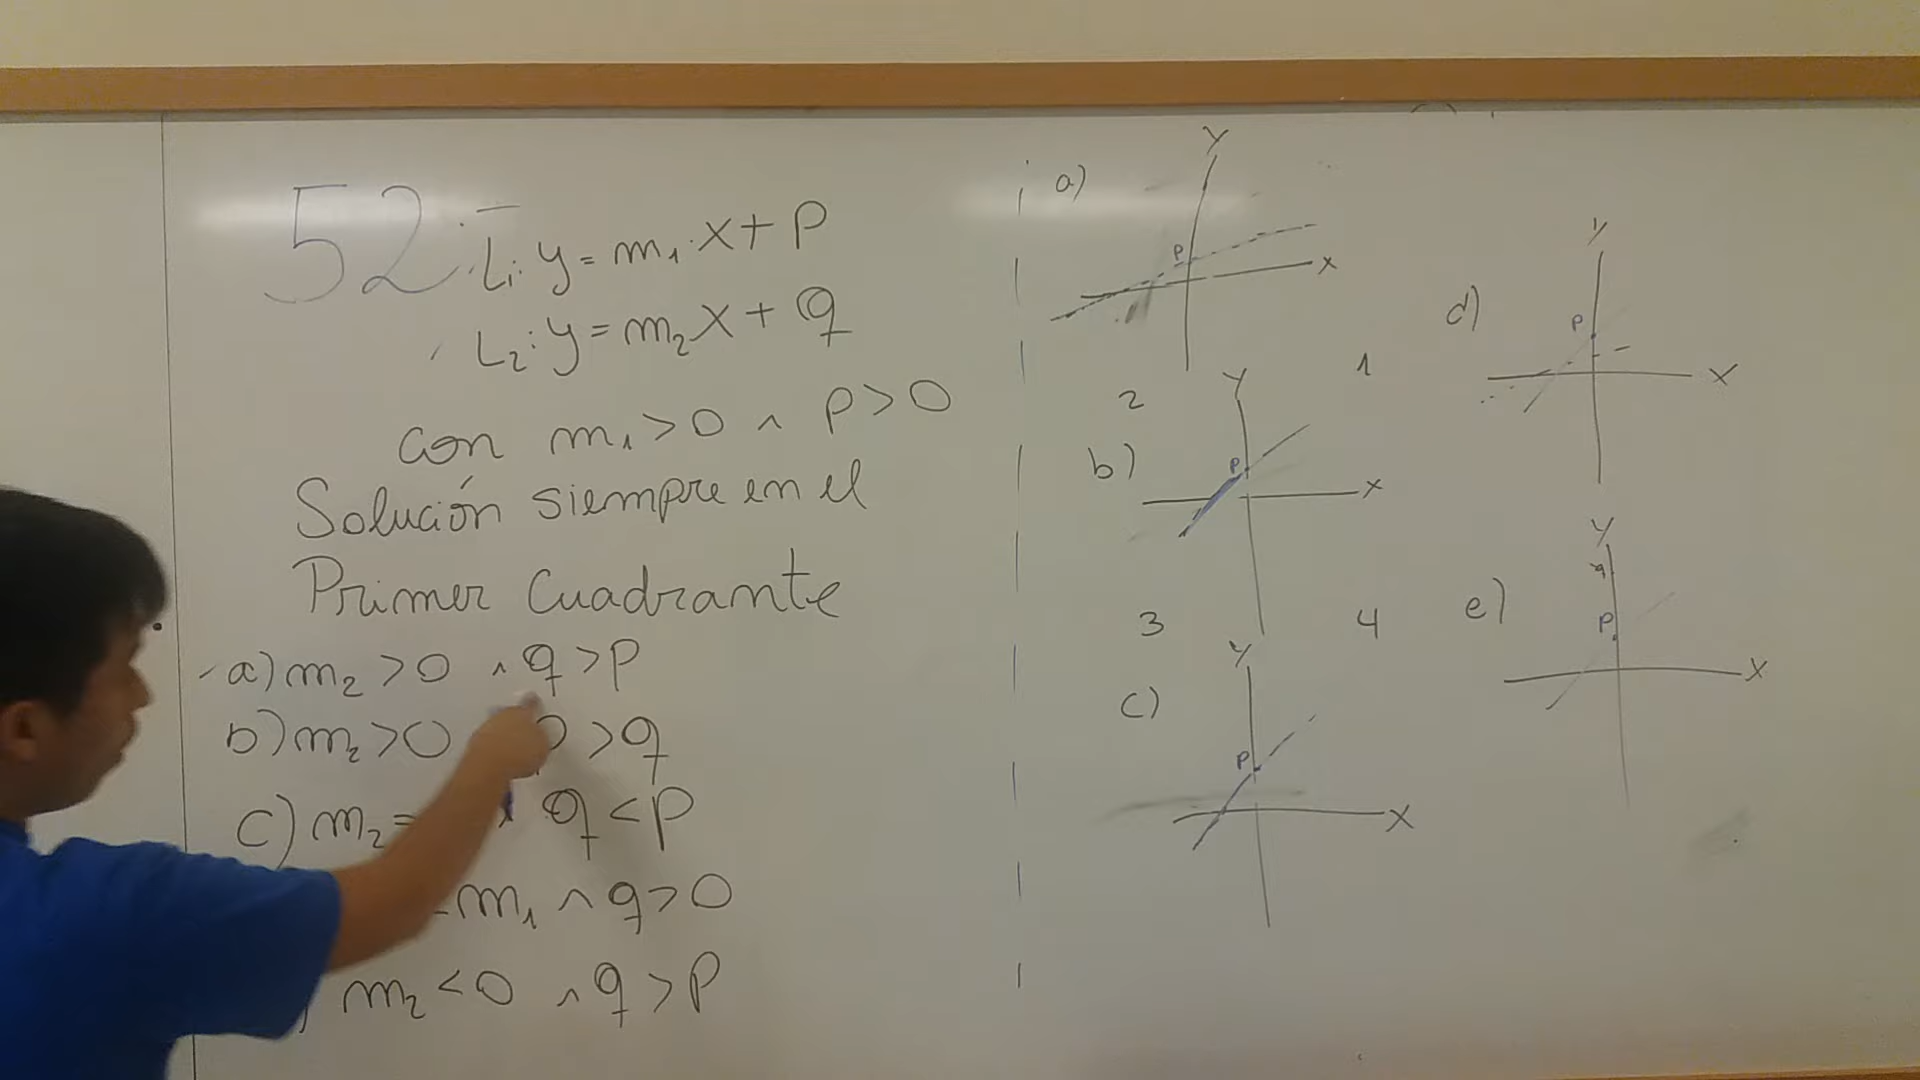 52.- L₁: y = m₁·x + p
L₂: y = m₂x + q
con m₁ > 0 ∧ p > 0
Solución siempre en el
Primer Cuadrante
a) m₂ > 0 ∧ q > p
b) m₂ > 0 > q
c) m₂ = q < p
m₁ ∧ q > 0
m₂ < 0 ∧ q > p
a)
y
p
x
2
1
b)
y
p
x
3
4
c)
y
p
x
d)
y
p
x
e)
y
q
p
x